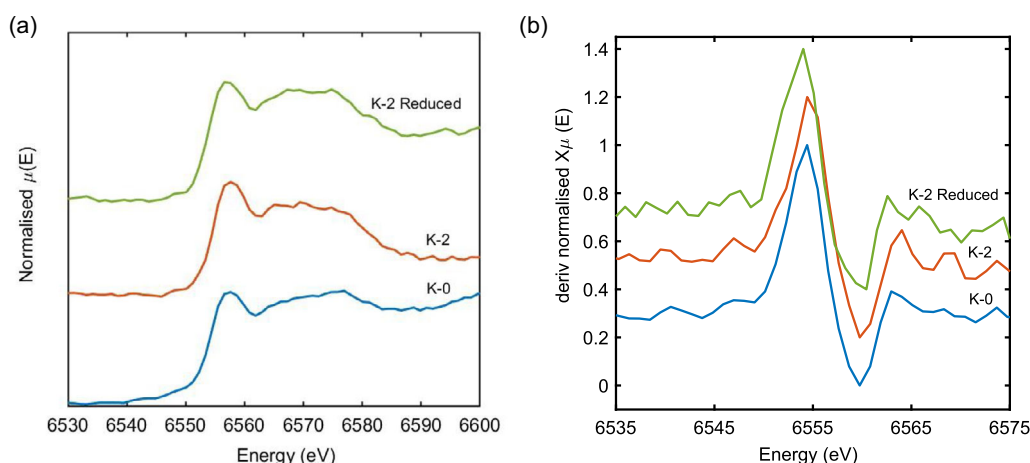 (a)
Normalised μ(E)
K-2 Reduced
K-2
K-0
6530 6540 6550 6560 6570 6580 6590 6600
Energy (eV)
(b)
deriv normalised Xμ (E)
1.4
1.2
1
0.8
0.6
0.4
0.2
0
K-2 Reduced
K-2
K-0
6535 6545 6555 6565 6575
Energy (eV)